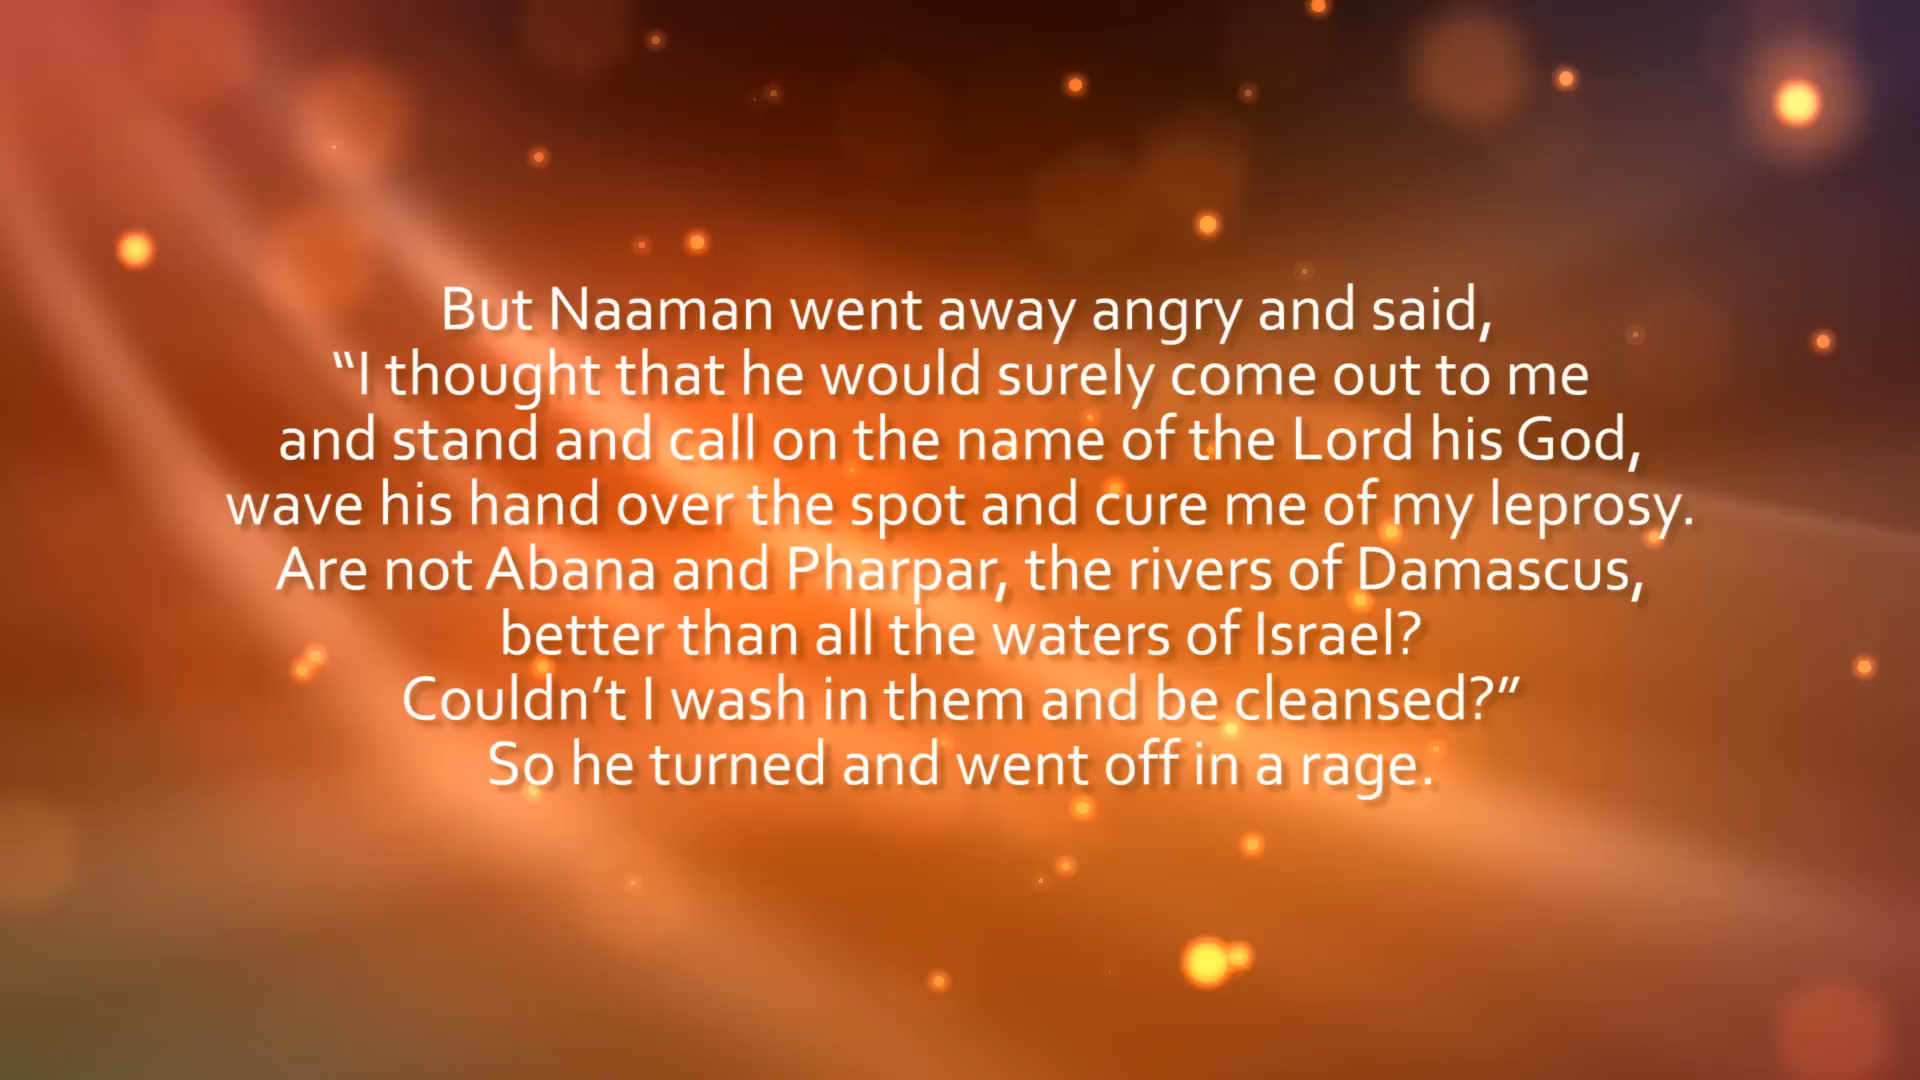 But Naaman went away angry and said,
“I thought that he would surely come out to me
and stand and call on the name of the Lord his God,
wave his hand over the spot and cure me of my leprosy.
Are not Abana and Pharpar, the rivers of Damascus,
better than all the waters of Israel?
Couldn’t I wash in them and be cleansed?”
So he turned and went off in a rage.